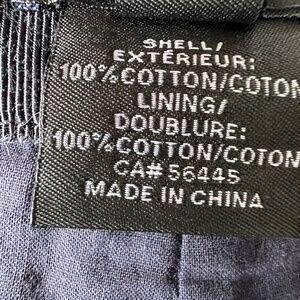 SHELL/
EXTÉRIEUR:
100%COTTON/COTON
LINING/
DOUBLURE:
100%COTTON/COTON
CA# 56445
MADE IN CHINA